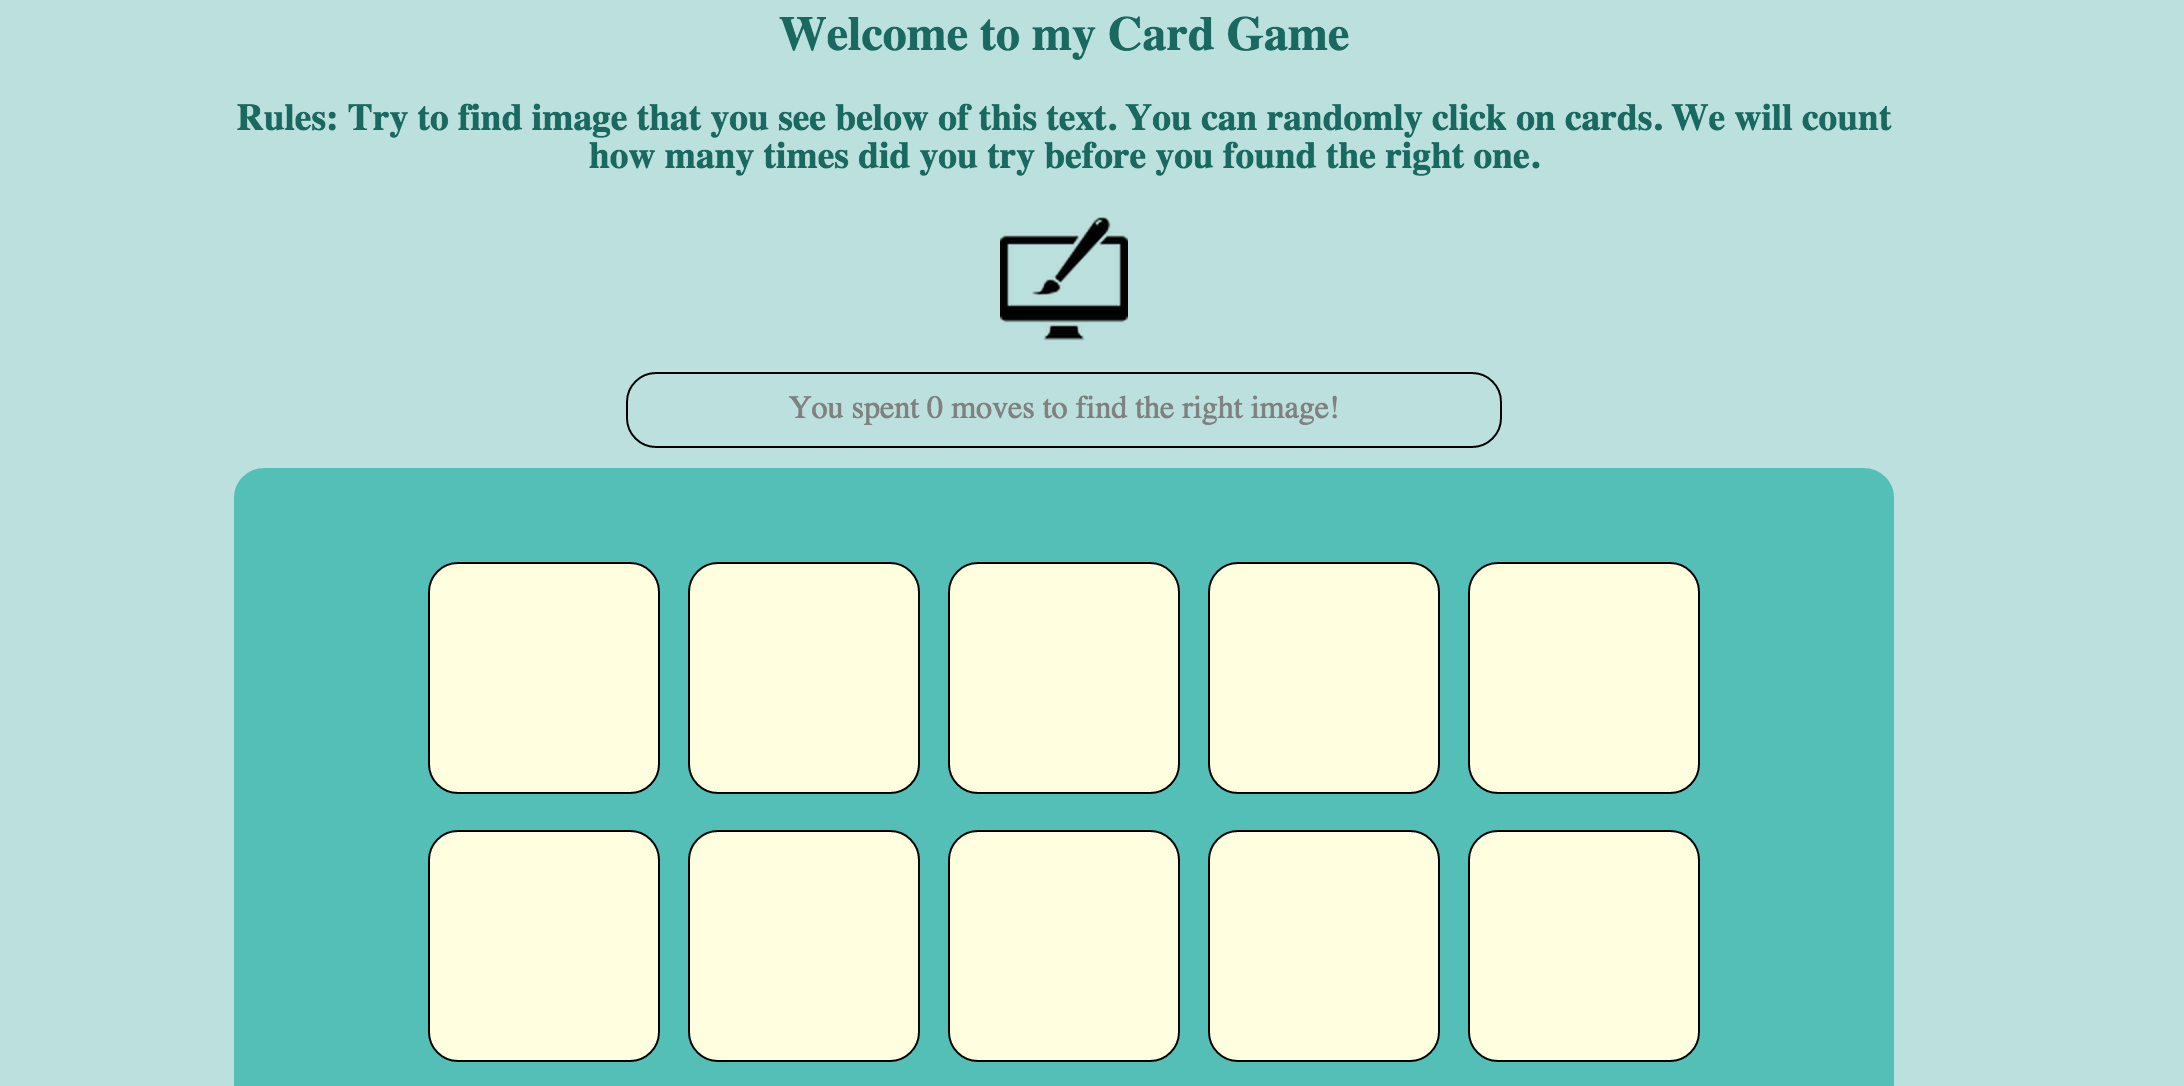 Welcome to my Card Game
Rules: Try to find image that you see below of this text. You can randomly click on cards. We will count
how many times did you try before you found the right one.
You spent 0 moves to find the right image!